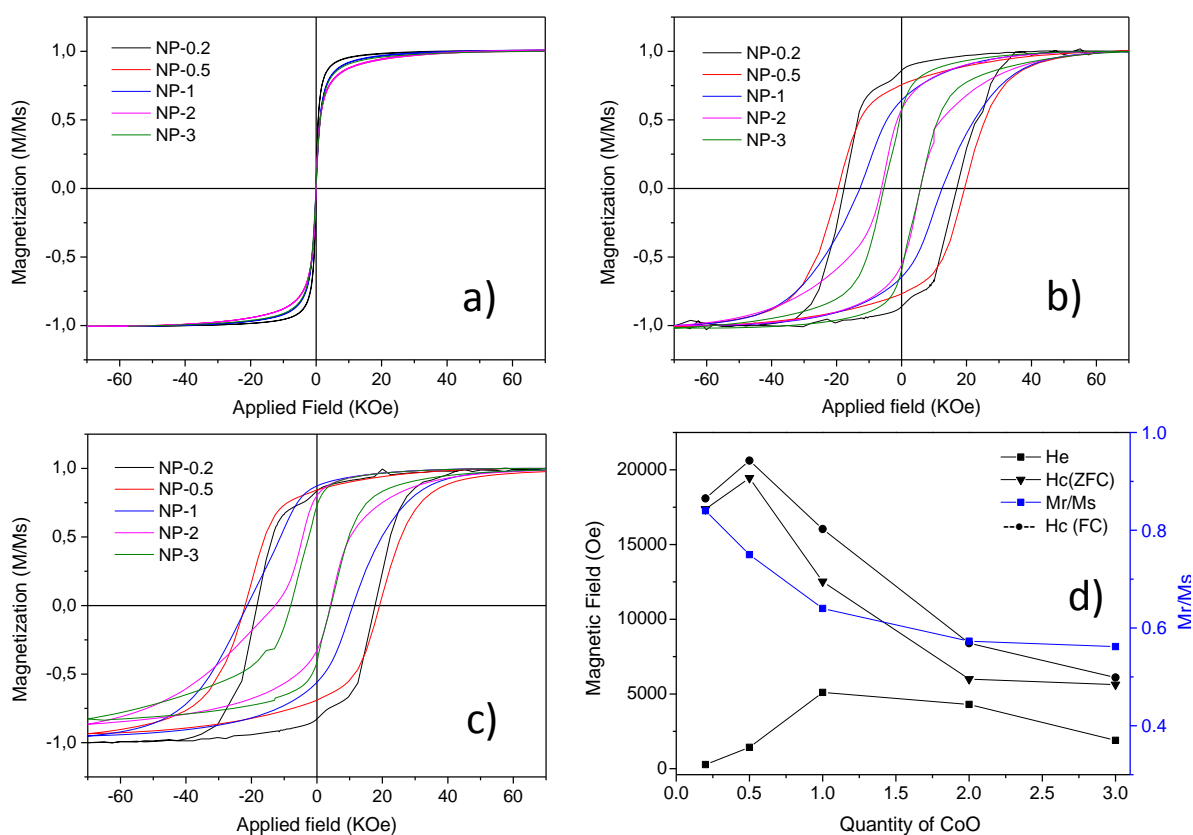 NP-0.2
NP-0.5
NP-1
NP-2
NP-3
1,0
0,5
0,0
-0,5
-1,0
-60 -40 -20 0 20 40 60
Magnetization (M/Ms)
Applied Field (KOe)
a)
NP-0.2
NP-0.5
NP-1
NP-2
NP-3
1,0
0,5
0,0
-0,5
-1,0
-60 -40 -20 0 20 40 60
Magnetization (M/Ms)
Applied field (KOe)
b)
NP-0.2
NP-0.5
NP-1
NP-2
NP-3
1,0
0,5
0,0
-0,5
-1,0
-60 -40 -20 0 20 40 60
Magnetization (M/Ms)
Applied field (KOe)
c)
He
Hc(ZFC)
Mr/Ms
Hc (FC)
20000
15000
10000
5000
0
0.0 0.5 1.0 1.5 2.0 2.5 3.0
Magnetic Field (Oe)
Quantity of CoO
1.0
0.8
0.6
0.4
Mr/Ms
d)